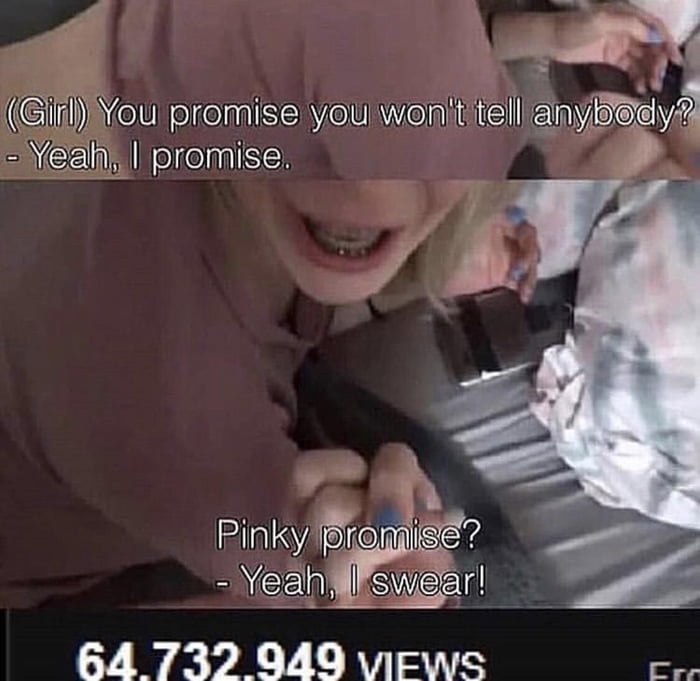 (Girl) You promise you won't tell anybody?
- Yeah, I promise.
Pinky promise?
- Yeah, I swear!
64.732.949 VIEWS